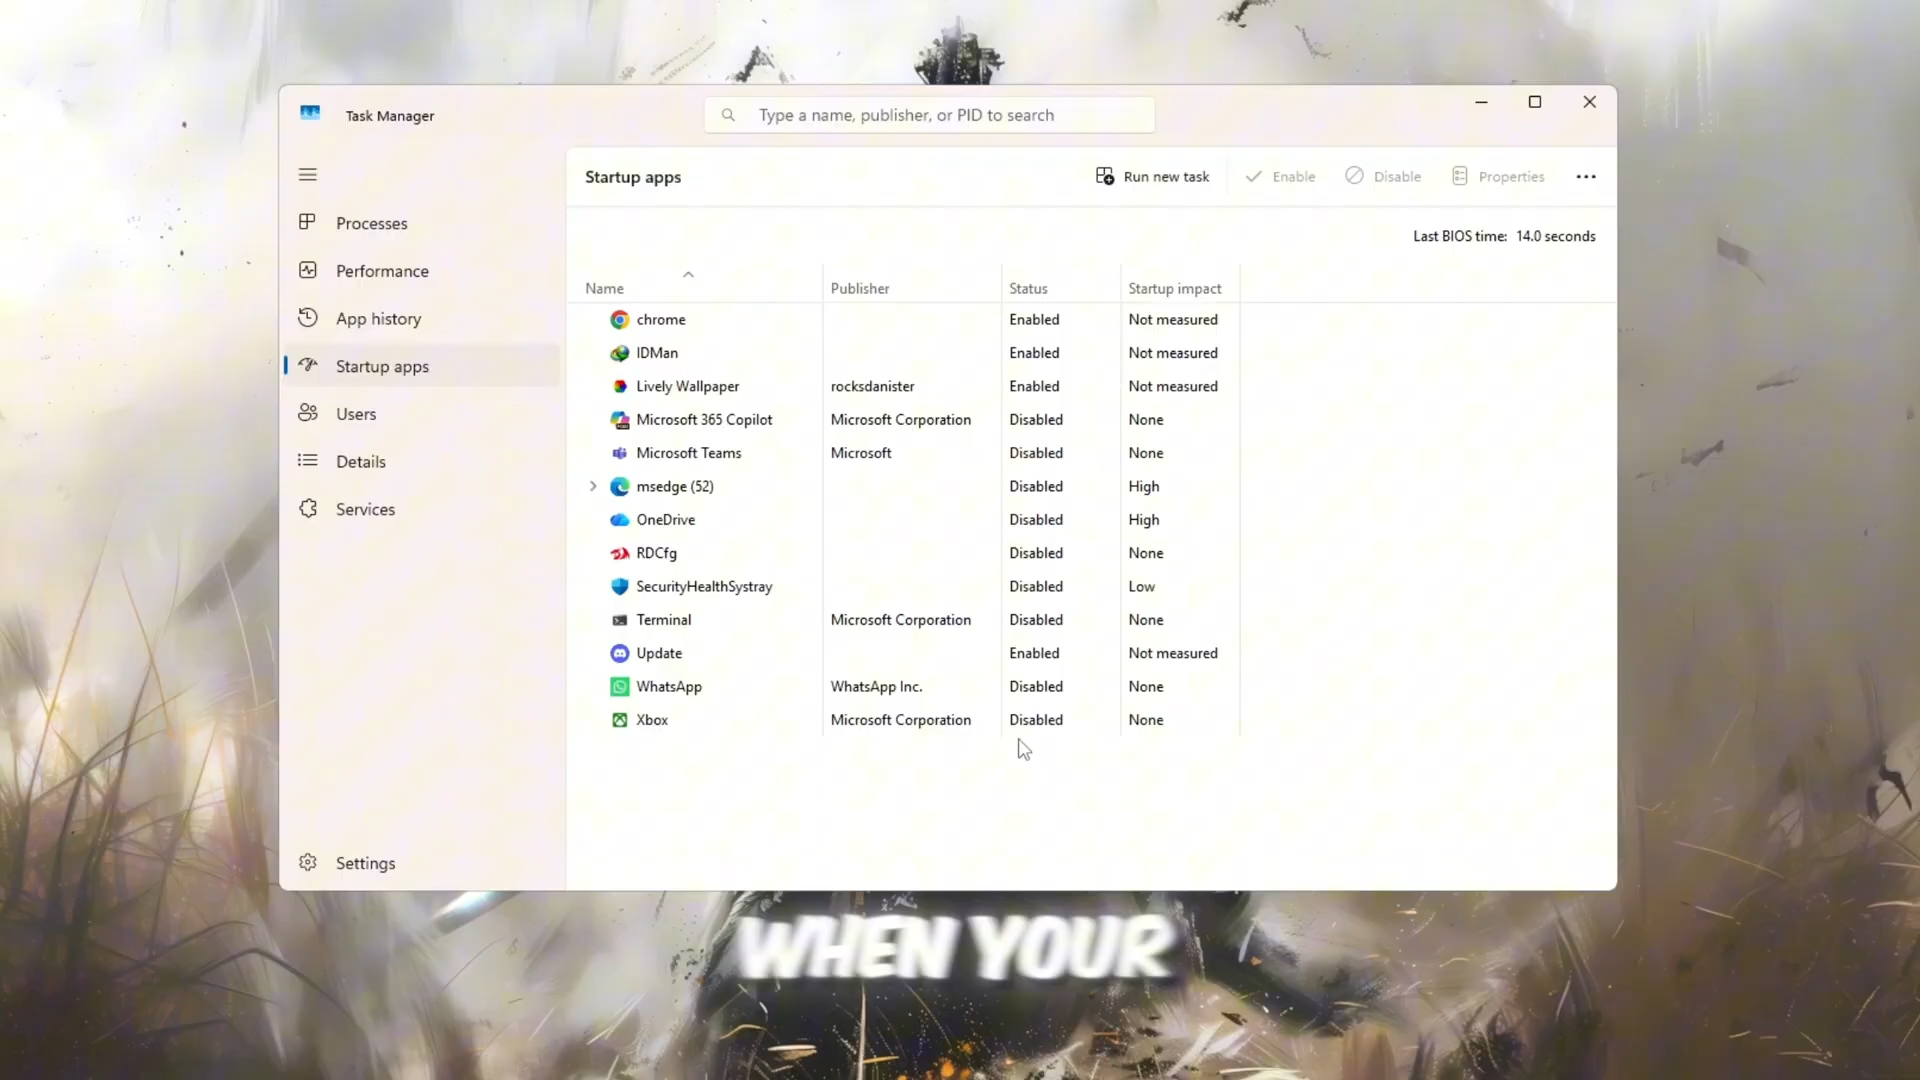 Task Manager
Type a name, publisher, or PID to search
Startup apps
Run new task
Enable
Disable
Properties
Processes
Performance
App history
Startup apps
Users
Details
Services
Settings
Last BIOS time: 14.0 seconds
Name Publisher Status Startup impact
chrome Enabled Not measured
IDMan Enabled Not measured
Lively Wallpaper rocksdanister Enabled Not measured
Microsoft 365 Copilot Microsoft Corporation Disabled None
Microsoft Teams Microsoft Disabled None
msedge (52) Disabled High
OneDrive Disabled High
RDCfg Disabled None
SecurityHealthSystray Disabled Low
Terminal Microsoft Corporation Disabled None
Update Enabled Not measured
WhatsApp WhatsApp Inc. Disabled None
Xbox Microsoft Corporation Disabled None
WHEN YOUR